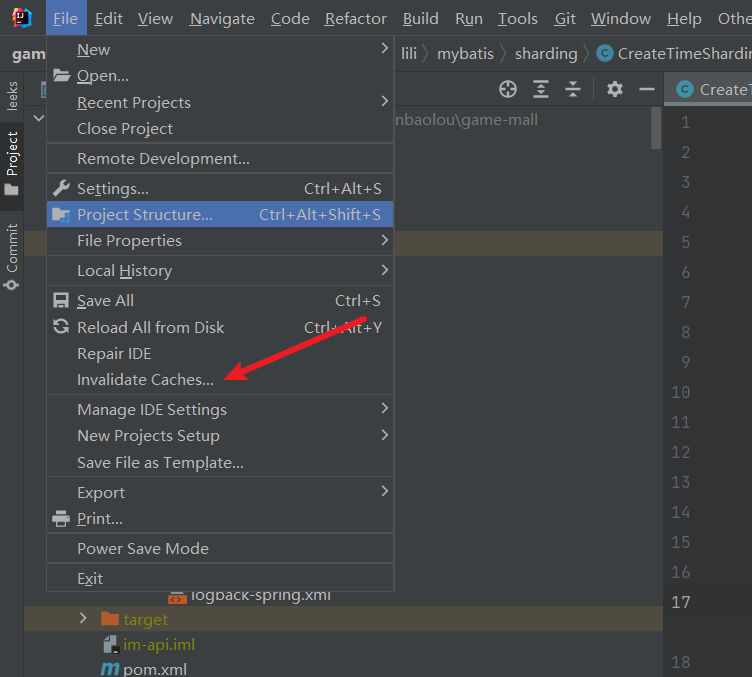 File Edit View Navigate Code Refactor Build Run Tools Git Window Help Othe
gam
lili mybatis sharding CreateTimeShardin
leeks
Project
Commit
CreateT
nbaolou\game-mall
New
Open...
Recent Projects
Close Project
Remote Development...
Settings... Ctrl+Alt+S
Project Structure... Ctrl+Alt+Shift+S
File Properties
Local History
Save All Ctrl+S
Reload All from Disk Ctrl+Alt+Y
Repair IDE
Invalidate Caches...
Manage IDE Settings
New Projects Setup
Save File as Template...
Export
Print...
Power Save Mode
Exit
logback-spring.xml
target
im-api.iml
pom.xml
1
2
3
4
5
6
7
8
9
10
11
12
13
14
15
16
17
18